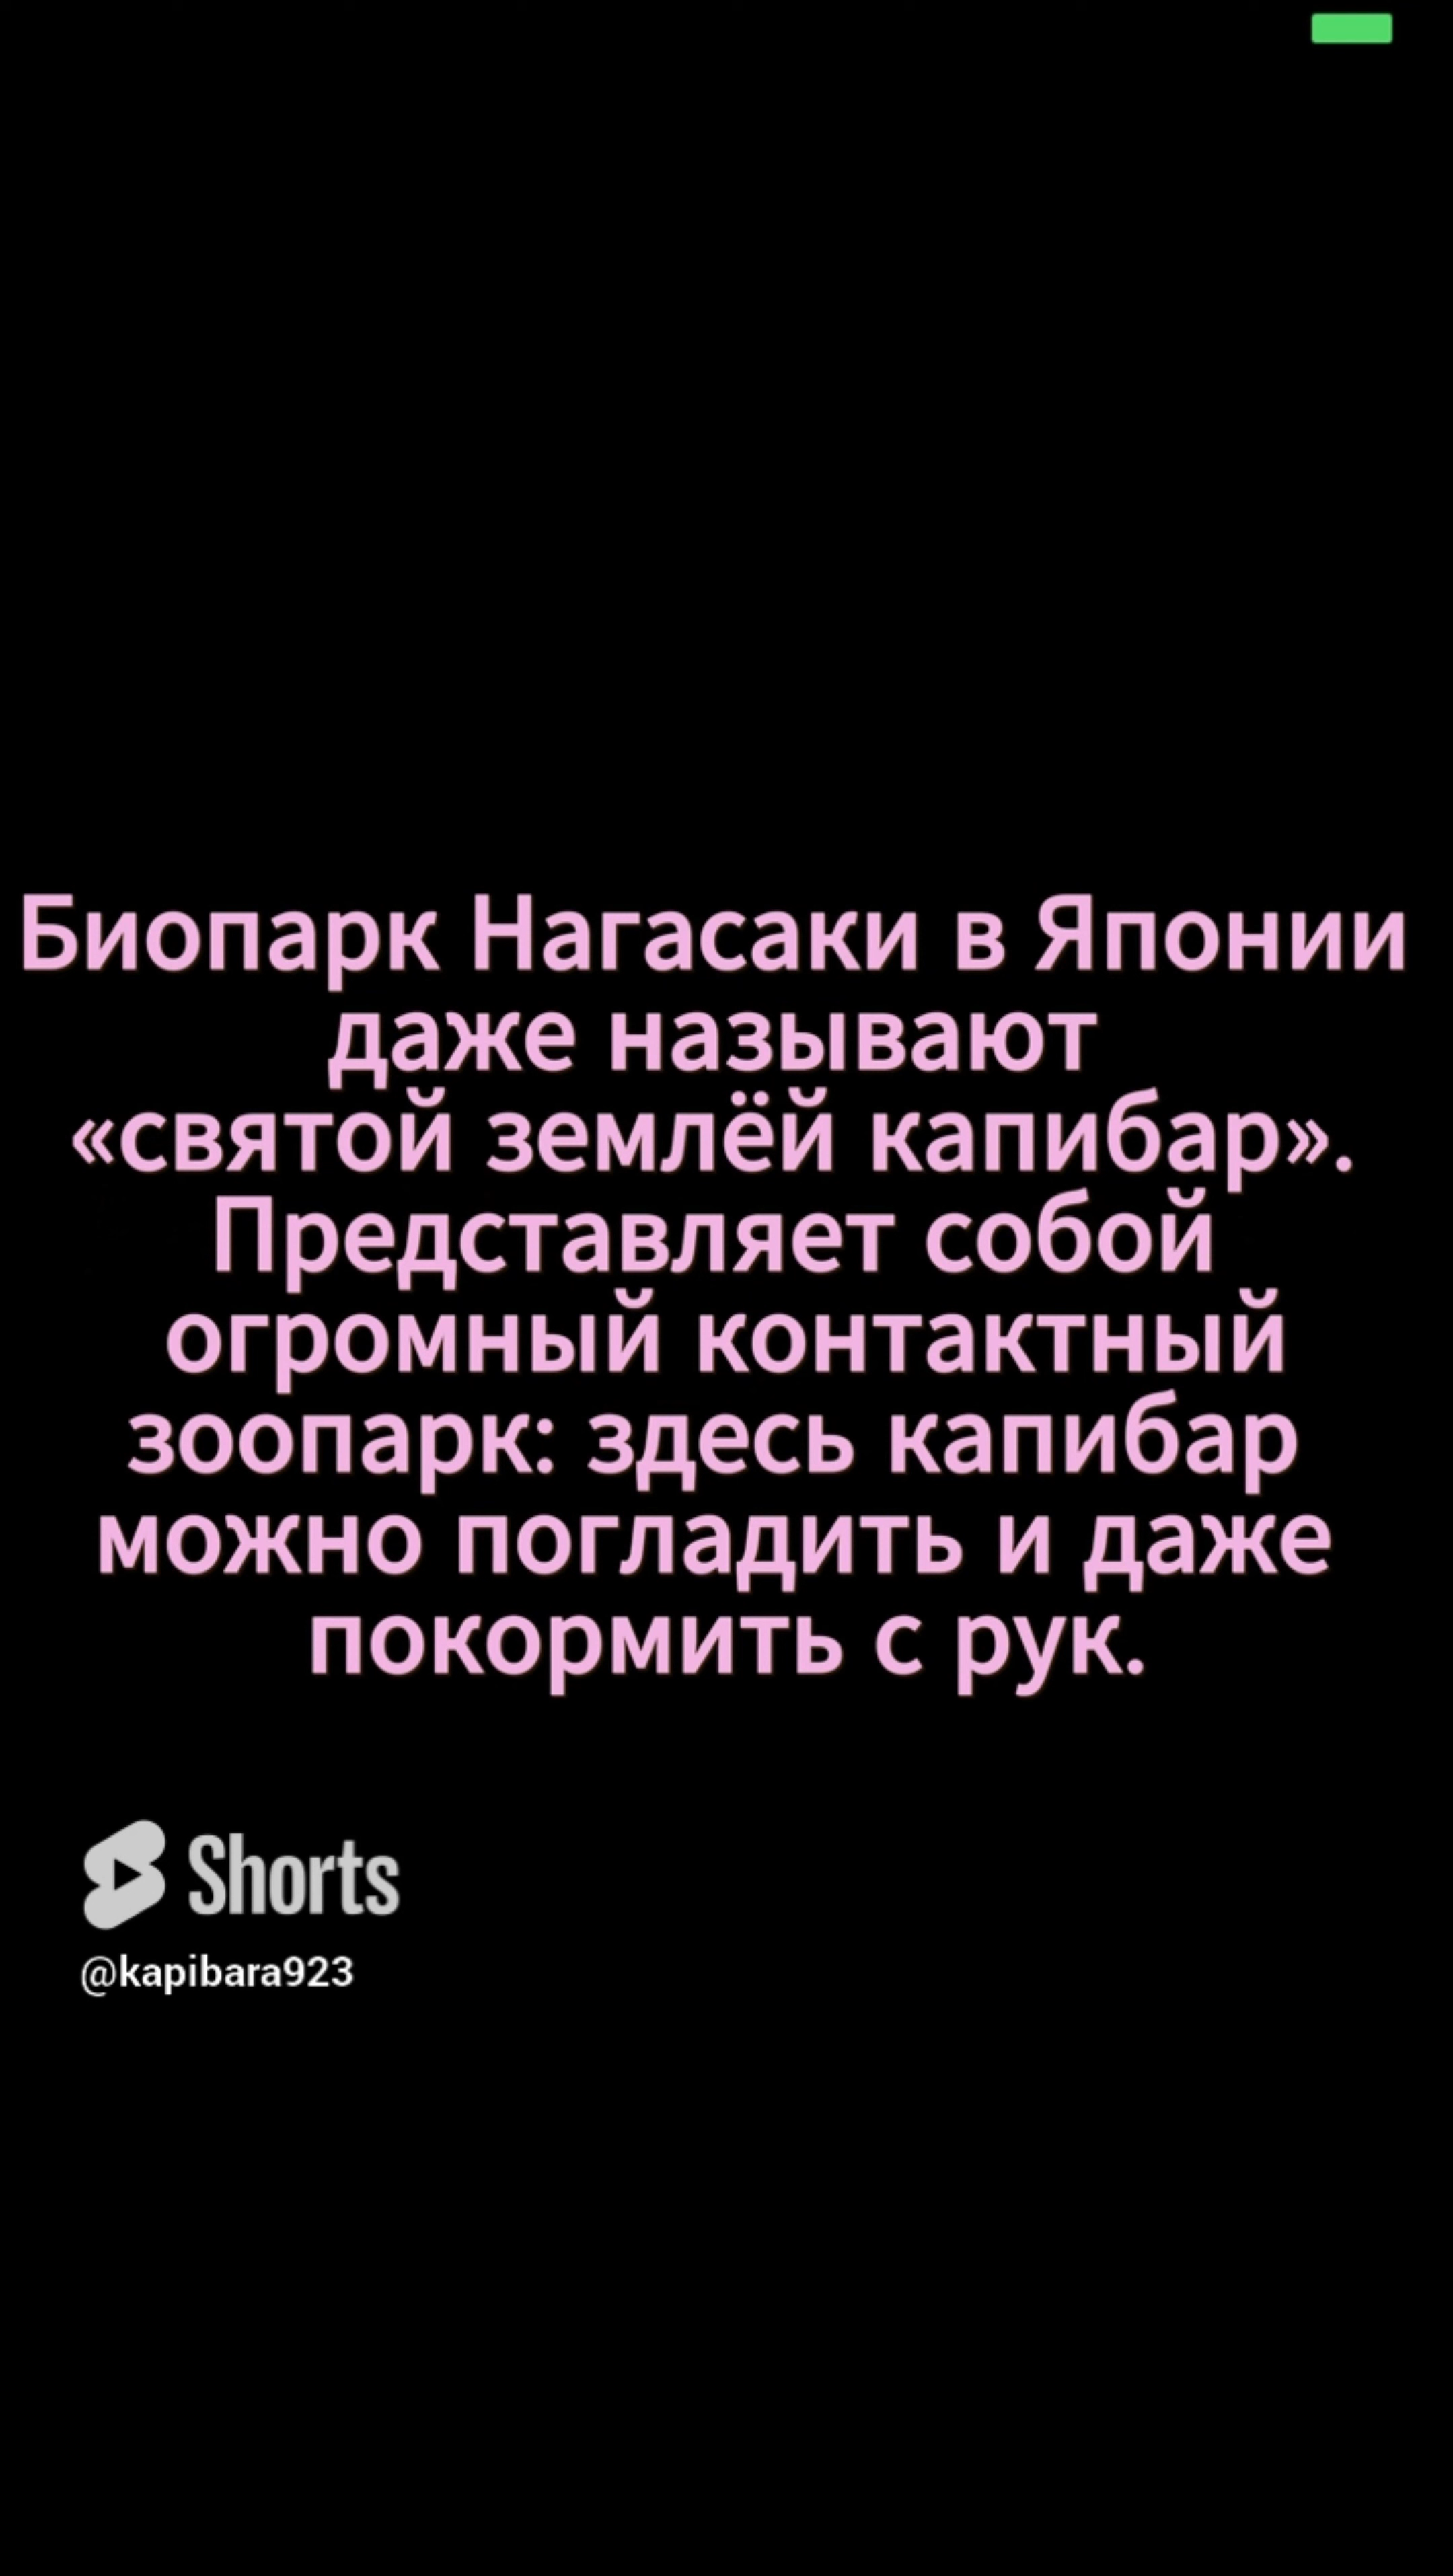 Биопарк Нагасаки в Японии
даже называют
«святой землёй капибар».
Представляет собой
огромный контактный
зоопарк: здесь капибар
можно погладить и даже
покормить с рук.
Shorts
@kapibara923